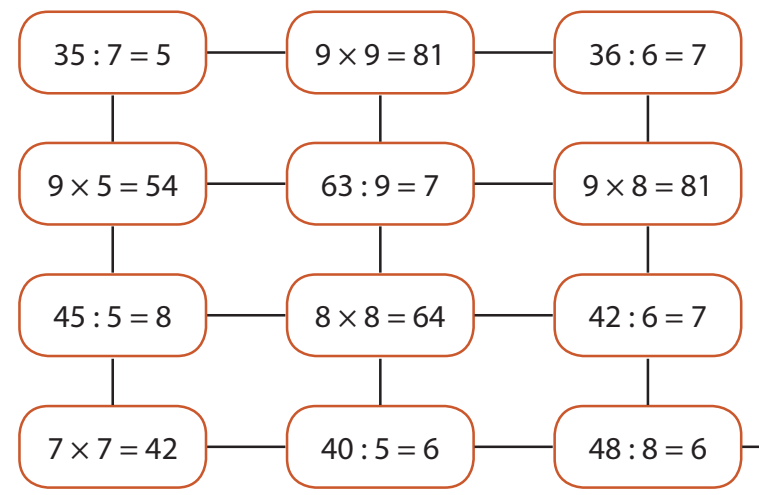 35 : 7 = 5
9 × 9 = 81
36 : 6 = 7
9 × 5 = 54
63 : 9 = 7
9 × 8 = 81
45 : 5 = 8
8 × 8 = 64
42 : 6 = 7
7 × 7 = 42
40 : 5 = 6
48 : 8 = 6